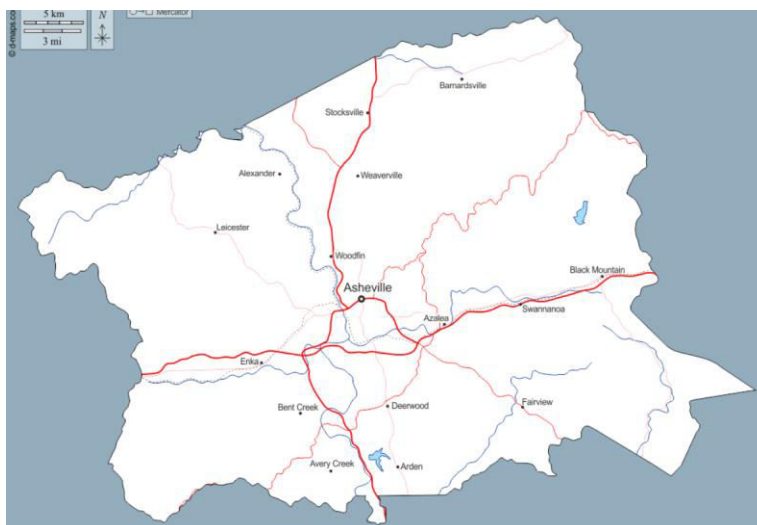 5 km
3 mi
N
© d-maps.com
Mercator
Barnardsville
Stocksville
Alexander
Weaverville
Leicester
Woodfin
Black Mountain
Asheville
Swannanoa
Azalea
Enka
Bent Creek
Deerwood
Fairview
Avery Creek
Arden